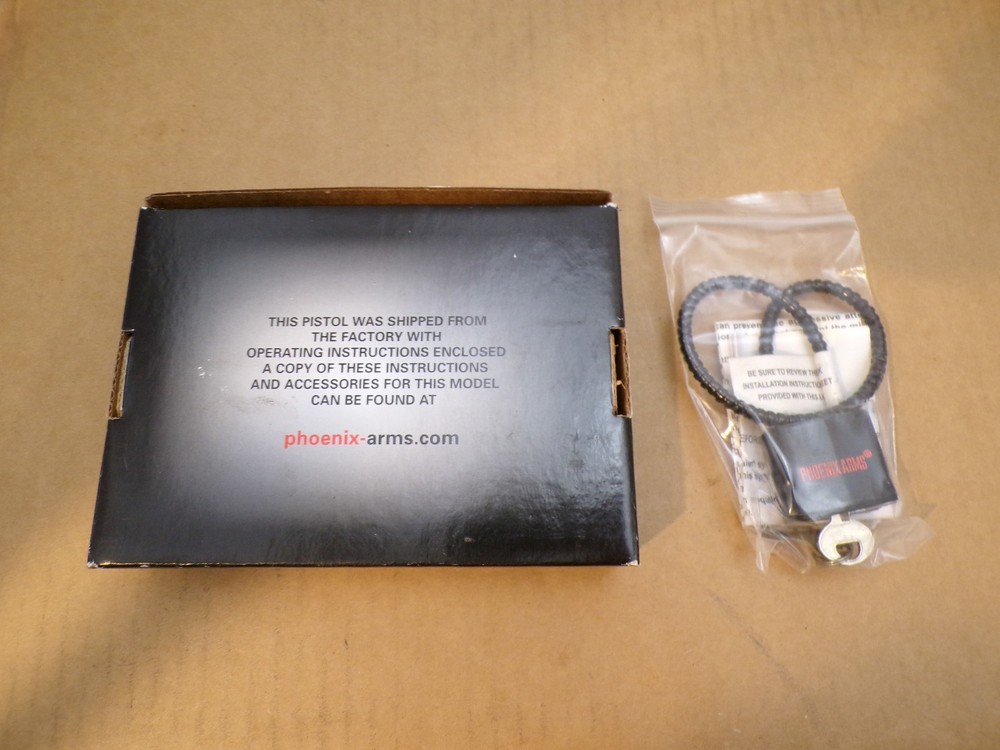 THIS PISTOL WAS SHIPPED FROM
THE FACTORY WITH
OPERATING INSTRUCTIONS ENCLOSED
A COPY OF THESE INSTRUCTIONS
AND ACCESSORIES FOR THIS MODEL
CAN BE FOUND AT
phoenix-arms.com
can
the
BE SURE TO REVIEW
INSTALLATION
PROVIDED WITH THIS
PHOENIX ARMS®